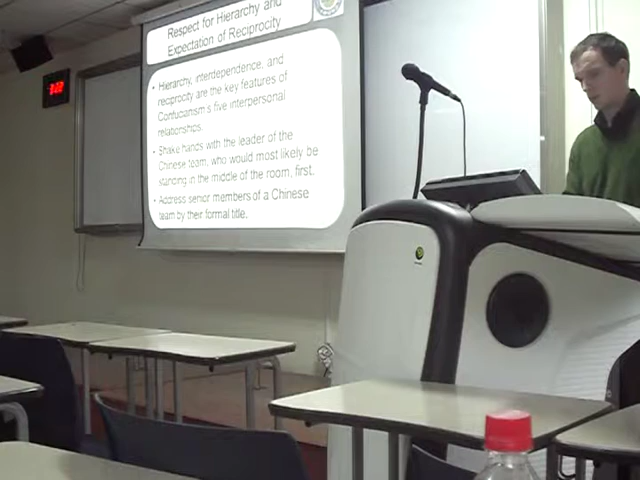 Respect for Hierarchy and
Expectation of Reciprocity
• Hierarchy, interdependence, and
reciprocity are the key features of
Confucianism's five interpersonal
relationships.
• Shake hands with the leader of the
Chinese team, who would most likely be
standing in the middle of the room, first.
• Address senior members of a Chinese
team by their formal title.